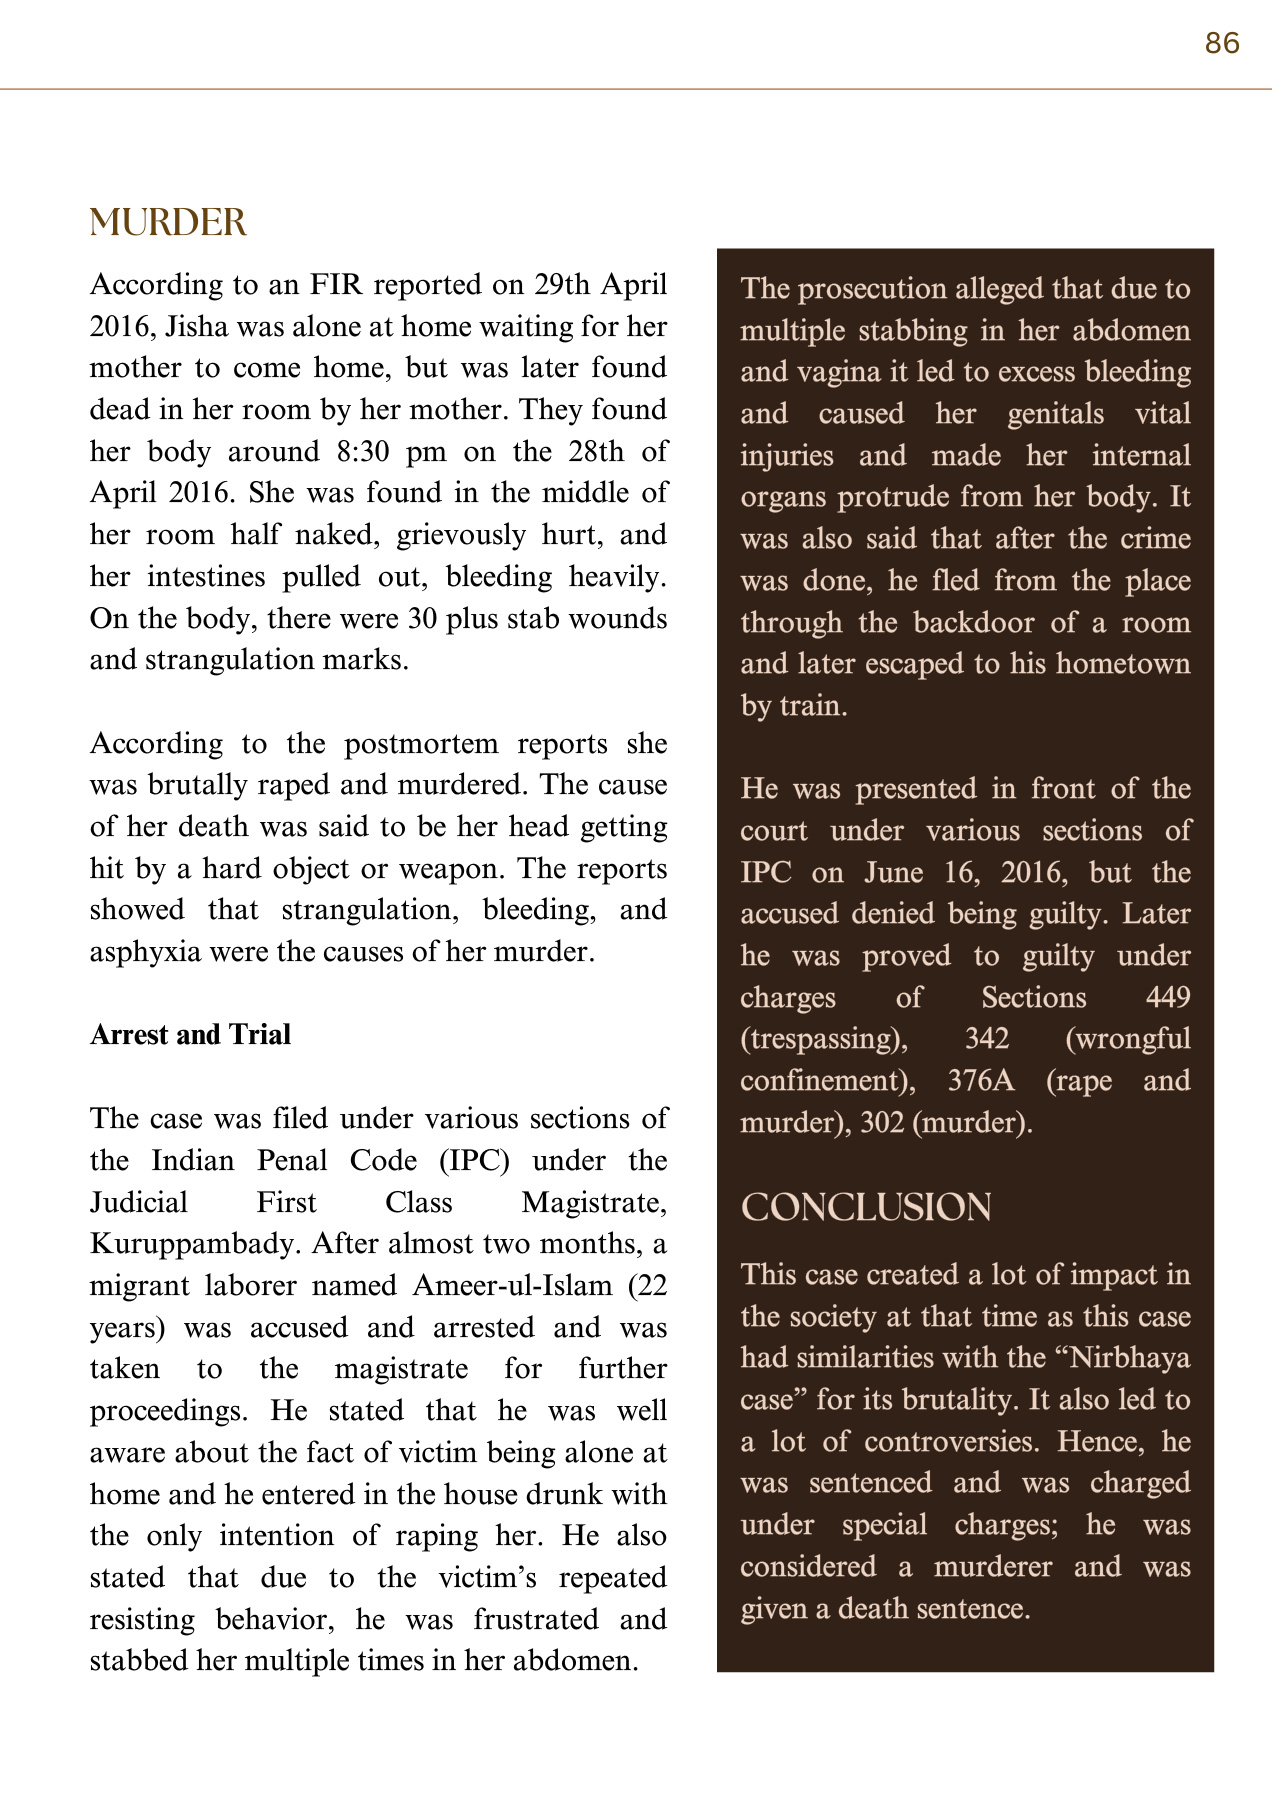 86
MURDER
According to an FIR reported on 29th April
2016, Jisha was alone at home waiting for her
mother to come home, but was later found
dead in her room by her mother. They found
her body around 8:30 pm on the 28th of
April 2016. She was found in the middle of
her room half naked, grievously hurt, and
her intestines pulled out, bleeding heavily.
On the body, there were 30 plus stab wounds
and strangulation marks.
According to the postmortem reports she
was brutally raped and murdered. The cause
of her death was said to be her head getting
hit by a hard object or weapon. The reports
showed that strangulation, bleeding, and
asphyxia were the causes of her murder.
Arrest and Trial
The case was filed under various sections of
the Indian Penal Code (IPC) under the
Judicial First Class Magistrate,
Kuruppambady. After almost two months, a
migrant laborer named Ameer-ul-Islam (22
years) was accused and arrested and was
taken to the magistrate for further
proceedings. He stated that he was well
aware about the fact of victim being alone at
home and he entered in the house drunk with
the only intention of raping her. He also
stated that due to the victim’s repeated
resisting behavior, he was frustrated and
stabbed her multiple times in her abdomen.
The prosecution alleged that due to
multiple stabbing in her abdomen
and vagina it led to excess bleeding
and caused her genitals vital
injuries and made her internal
organs protrude from her body. It
was also said that after the crime
was done, he fled from the place
through the backdoor of a room
and later escaped to his hometown
by train.
He was presented in front of the
court under various sections of
IPC on June 16, 2016, but the
accused denied being guilty. Later
he was proved to guilty under
charges of Sections 449
(trespassing), 342 (wrongful
confinement), 376A (rape and
murder), 302 (murder).
CONCLUSION
This case created a lot of impact in
the society at that time as this case
had similarities with the “Nirbhaya
case” for its brutality. It also led to
a lot of controversies. Hence, he
was sentenced and was charged
under special charges; he was
considered a murderer and was
given a death sentence.